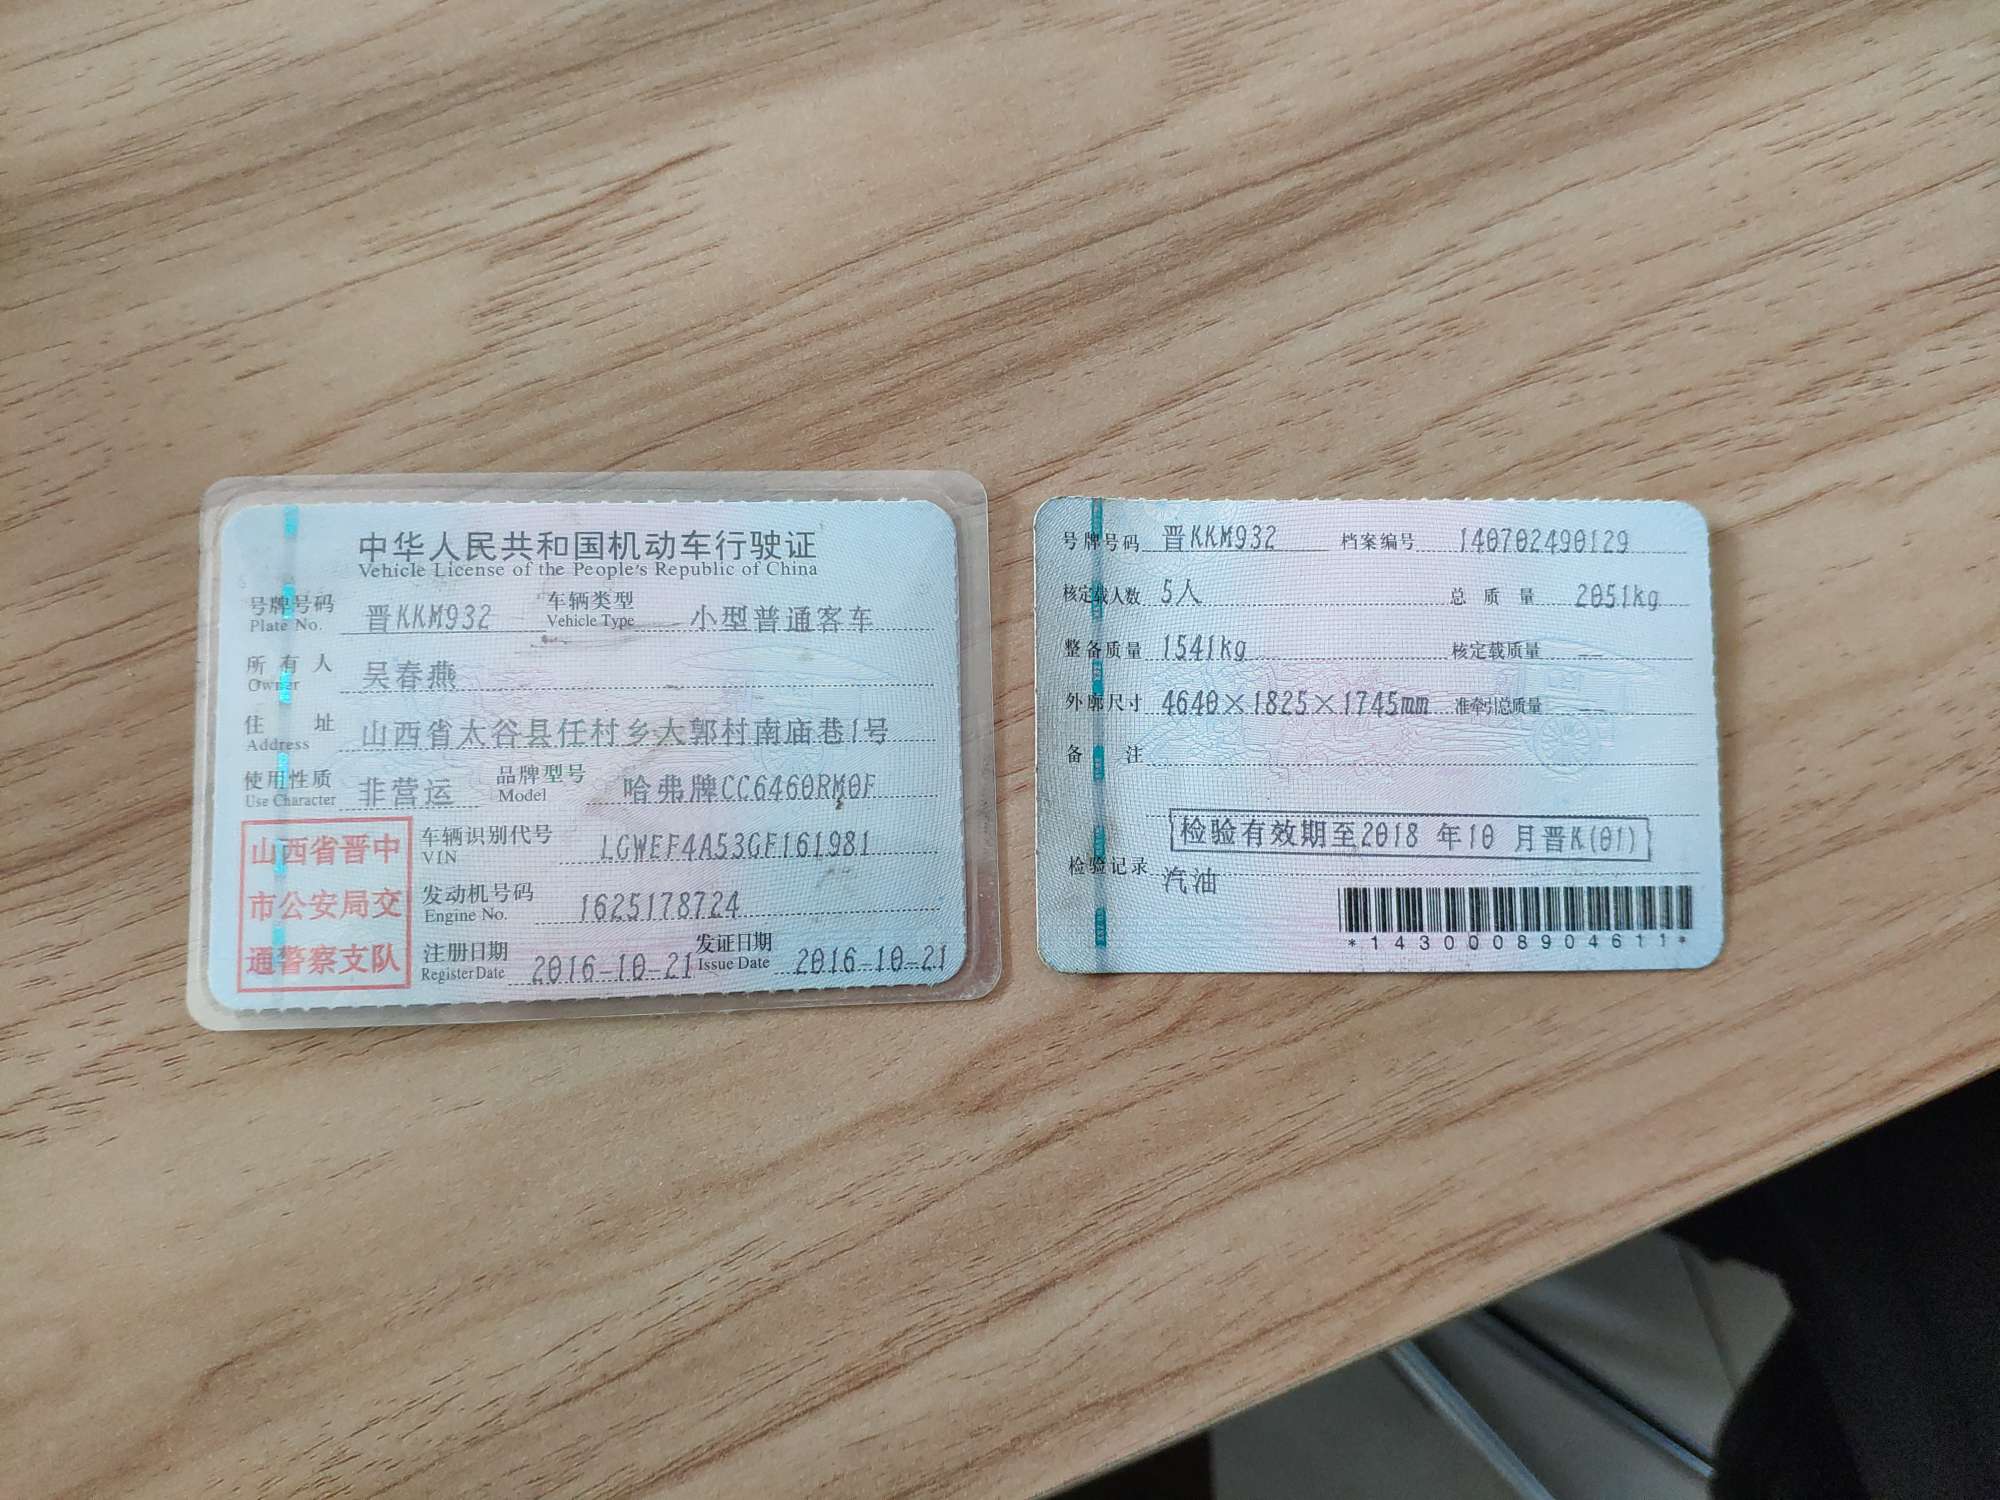 中华人民共和国机动车行驶证
Vehicle License of the People's Republic of China
号牌号码 晋KKM932 车辆类型 小型普通客车
Plate No. Vehicle Type
所有人 吴春燕
Owner
住址 山西省太谷县任村乡大郭村南庙巷1号
Address
使用性质 非营运 品牌型号 哈弗牌CC6460RM0F
Use Character Model
山西省晋中
市公安局交
通警察支队
车辆识别代号 LGWEF4A53GF161981
VIN
发动机号码 1625178724
Engine No.
注册日期 2016-10-21 发证日期 2016-10-21
Register Date Issue Date
号牌号码 晋KKM932 档案编号 140702490129
核定载人数 5人 总质量 2051kg
整备质量 1541kg 核定载质量 --
外廓尺寸 4640×1825×1745mm 准牵引总质量 --
备注
检验有效期至2018 年10 月晋K(01)
检验记录 汽油
*1430008904611*